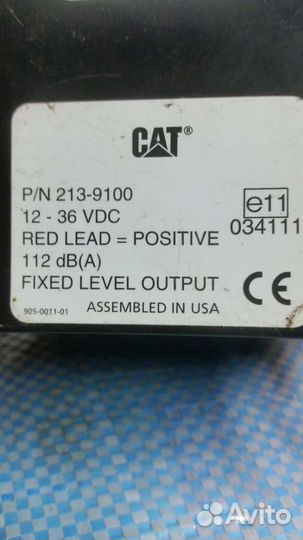 CAT®
P/N 213-9100
12 - 36 VDC
RED LEAD = POSITIVE
112 dB(A)
FIXED LEVEL OUTPUT
e11
034111
CE
905-0011-01
ASSEMBLED IN USA
Avito